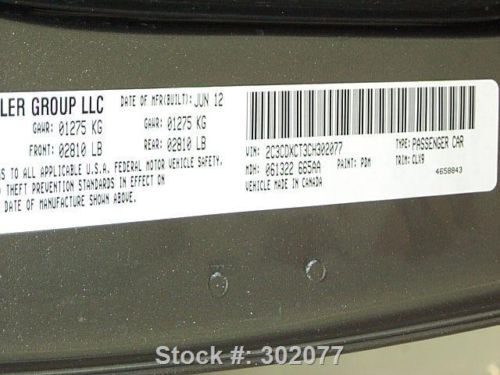 LER GROUP LLC
DATE OF MFR(BUILT): JUN 12
GAWR: 01275 KG
GAWR: 01275 KG
FRONT: 02810 LB
REAR: 02810 LB
S TO ALL APPLICABLE U.S.A. FEDERAL MOTOR VEHICLE SAFETY,
D THEFT PREVENTION STANDARDS IN EFFECT ON
DATE OF MANUFACTURE SHOWN ABOVE.
VIN: 2C3CDXCT3CH302077
TYPE: PASSENGER CAR
MDH: 061322 665AA
PAINT: PDM
TRIM: CLX9
VEHICLE MADE IN CANADA
4658843
Stock #: 302077